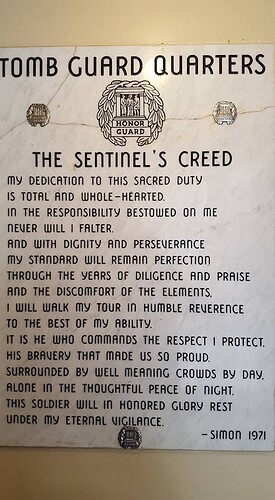 TOMB GUARD QUARTERS
HONOR
GUARD
THE SENTINEL'S CREED
MY DEDICATION TO THIS SACRED DUTY
IS TOTAL AND WHOLE-HEARTED.
IN THE RESPONSIBILITY BESTOWED ON ME
NEVER WILL I FALTER.
AND WITH DIGNITY AND PERSEVERANCE
MY STANDARD WILL REMAIN PERFECTION
THROUGH THE YEARS OF DILIGENCE AND PRAISE
AND THE DISCOMFORT OF THE ELEMENTS,
I WILL WALK MY TOUR IN HUMBLE REVERENCE
TO THE BEST OF MY ABILITY.
IT IS HE WHO COMMANDS THE RESPECT I PROTECT.
HIS BRAVERY THAT MADE US SO PROUD.
SURROUNDED BY WELL MEANING CROWDS BY DAY,
ALONE IN THE THOUGHTFUL PEACE OF NIGHT,
THIS SOLDIER WILL IN HONORED GLORY REST
UNDER MY ETERNAL VIGILANCE.
-SIMON 1971